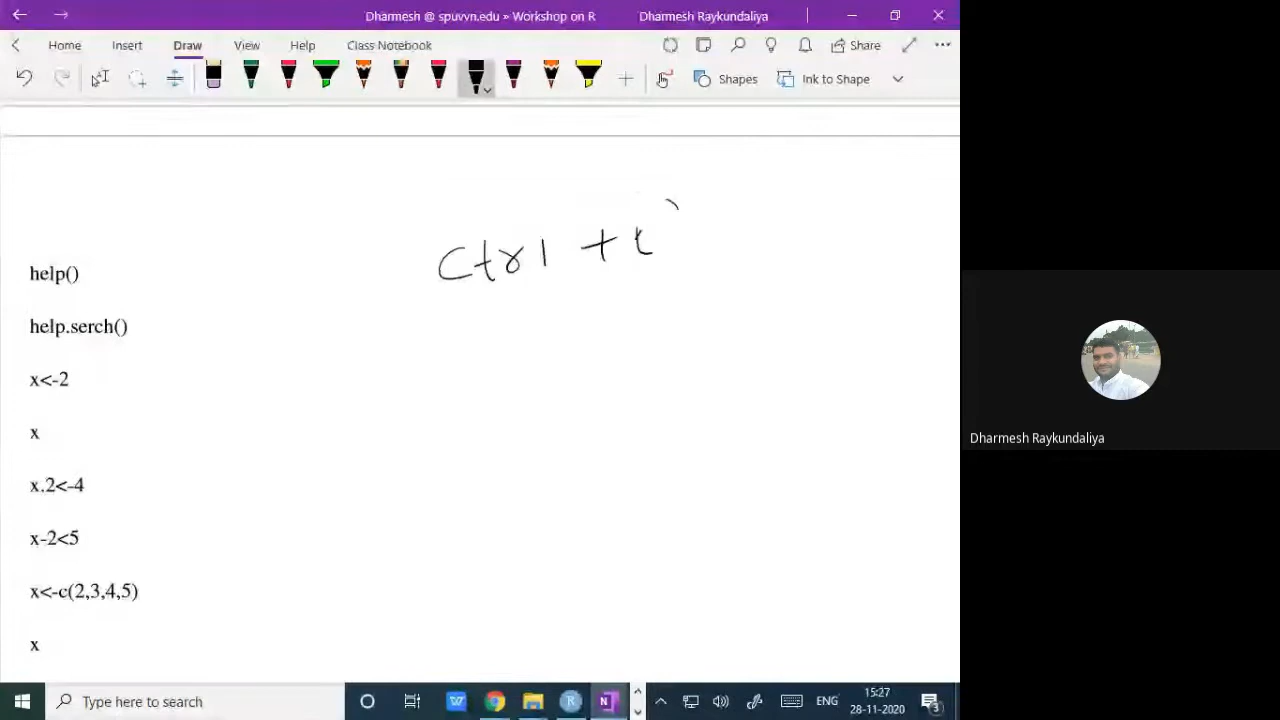 Dharmesh @ spuvvn.edu » Workshop on R
Dharmesh Raykundaliya
Home Insert Draw View Help Class Notebook Share
Shapes Ink to Shape
Ctrl +
help()
help.serch()
x<-2
x
x.2<-4
x-2<5
x<-c(2,3,4,5)
x
Dharmesh Raykundaliya
Type here to search
ENG
15:27
28-11-2020
3